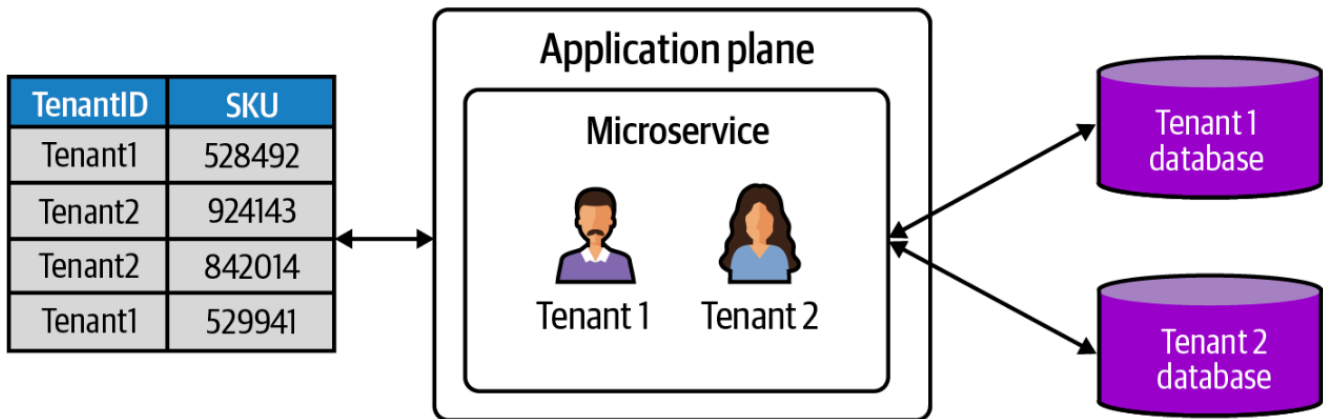 TenantID SKU
Tenant1 528492
Tenant2 924143
Tenant2 842014
Tenant1 529941
Application plane
Microservice
Tenant 1 Tenant 2
Tenant 1
database
Tenant 2
database